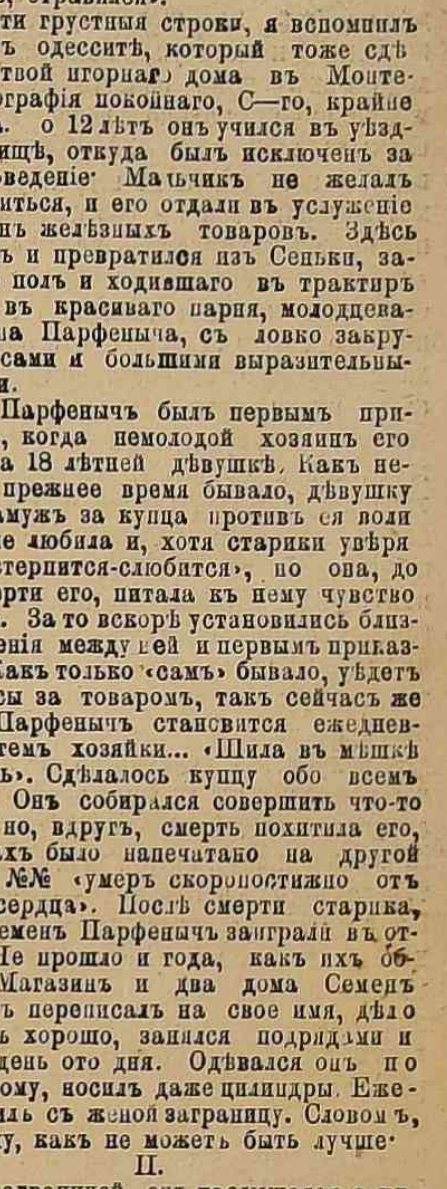 ти грустныя строки, я вспомнилъ
ъ одесситѣ, который тоже сдѣ
твой игорнаго дома въ Монте-
ографія покойнаго, С—го, крайне
о 12 лѣтъ онъ учился въ уѣзд-
ищѣ, откуда былъ исключенъ за
веденіе· Мальчикъ не желалъ
иться, и его отдали въ услуженіе
нъ желѣзныхъ товаровъ. Здѣсь
ъ и превратился изъ Сеньки, за-
полъ и ходившаго въ трактиръ
въ красиваго парня, молодцева-
на Парфеныча, съ ловко закру-
сами и большими выразительны-
и.
Парфенычъ былъ первымъ при-
, когда немолодой хозяинъ его
а 18 лѣтней дѣвушкѣ. Какъ не-
прежнее время бывало, дѣвушку
амужъ за купца противъ ея воли
не любила и, хотя старики увѣря
стерпится-слюбится», но она, до
рти его, питала къ нему чувство
. За то вскорѣ установились близ-
енія между ней и первымъ приказ-
Какъ только «самъ» бывало, уѣдетъ
сы за товаромъ, такъ сейчасъ же
Парфенычъ становится ежеднев-
темъ хозяйки... «Шила въ мѣшкѣ
ь». Сдѣлалось купцу обо всемъ
Онъ собирался совершить что-то
но, вдругъ, смерть похитила его,
ахъ было напечатано на другой
№№ «умеръ скоропостижно отъ
сердца». Послѣ смерти старика,
еменъ Парфенычъ заиграли въ от-
Не прошло и года, какъ ихъ об-
Магазинъ и два дома Семенъ
ъ переписалъ на свое имя, дѣло
ь хорошо, занялся подрядами и
день ото дня. Одѣвался онъ по
ому, носилъ даже цилиндры. Еже-
илъ съ женой заграницу. Словомъ,
у, какъ не можетъ быть лучше·
II.